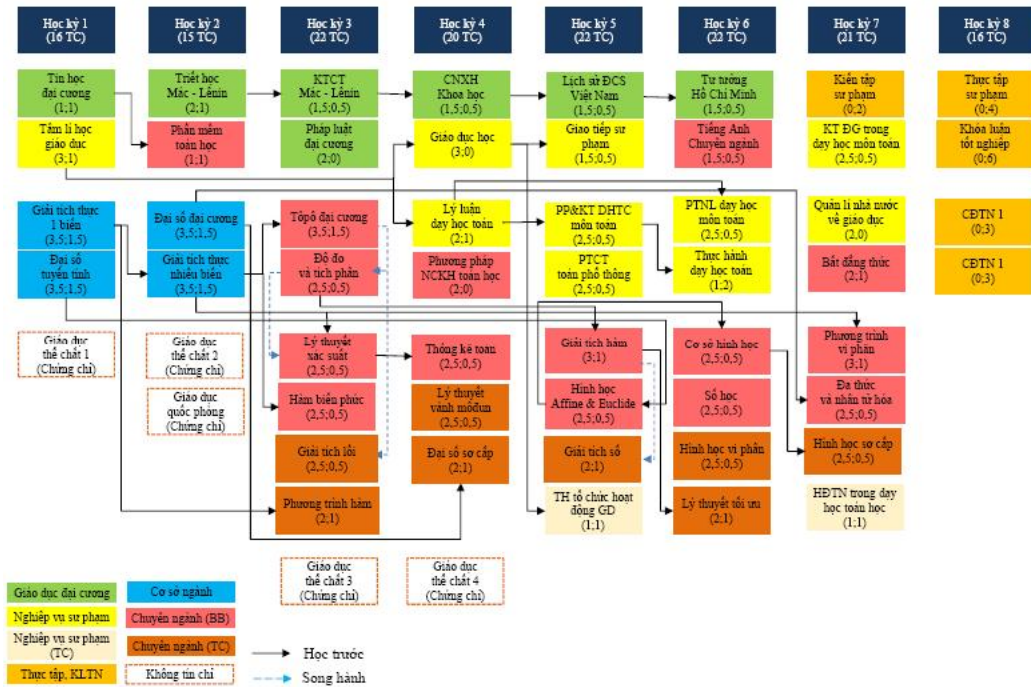 Học kỳ 1
(16 TC)
Học kỳ 2
(15 TC)
Học kỳ 3
(22 TC)
Học kỳ 4
(20 TC)
Học kỳ 5
(22 TC)
Học kỳ 6
(22 TC)
Học kỳ 7
(21 TC)
Học kỳ 8
(16 TC)
Tin học
đại cương
(1;1)
Triết học
Mác - Lênin
(2;1)
KTCT
Mác - Lênin
(1,5;0,5)
CNXH
Khoa học
(1,5;0,5)
Lịch sử ĐCS
Việt Nam
(1,5;0,5)
Tư tưởng
Hồ Chí Minh
(1,5;0,5)
Kiến tập
sư phạm
(0;2)
Thực tập
sư phạm
(0;4)
Tâm lí học
giáo dục
(3;1)
Phần mềm
toán học
(1;1)
Pháp luật
đại cương
(2;0)
Giáo dục học
(3;0)
Giao tiếp sư
phạm
(1,5;0,5)
Tiếng Anh
Chuyên ngành
(1,5;0,5)
KT ĐG trong
dạy học môn toán
(2,5;0,5)
Khóa luận
tốt nghiệp
(0;6)
Giải tích thực
1 biến
(3,5;1,5)
Đại số đại cương
(3,5;1,5)
Tôpô đại cương
(3,5;1,5)
Lý luận
dạy học toán
(2;1)
PP&KT DHTC
môn toán
(2,5;0,5)
PTNL dạy học
môn toán
(2,5;0,5)
Quản lí nhà nước
về giáo dục
(2,0)
CĐTN 1
(0;3)
Đại số
tuyến tính
(3,5;1,5)
Giải tích thực
nhiều biến
(3,5;1,5)
Độ đo
và tích phân
(2,5;0,5)
Phương pháp
NCKH toán học
(2;0)
PTCT
toán phổ thông
(2,5;0,5)
Thực hành
dạy học toán
(1;2)
Bất đẳng thức
(2;1)
CĐTN 1
(0;3)
Giáo dục
thể chất 1
(Chứng chỉ)
Giáo dục
thể chất 2
(Chứng chỉ)
Lý thuyết
xác suất
(2,5;0,5)
Thống kê toán
(2,5;0,5)
Giải tích hàm
(3;1)
Cơ sở hình học
(2,5;0,5)
Phương trình
vi phân
(3;1)
Giáo dục
quốc phòng
(Chứng chỉ)
Hàm biến phức
(2,5;0,5)
Lý thuyết
vành môđun
(2,5;0,5)
Hình học
Affine & Euclide
(2,5;0,5)
Số học
(2,5;0,5)
Đa thức
và nhân tử hóa
(2,5;0,5)
Giải tích lồi
(2,5;0,5)
Đại số sơ cấp
(2;1)
Giải tích số
(2;1)
Hình học vi phân
(2,5;0,5)
Hình học sơ cấp
(2,5;0,5)
Phương trình hàm
(2;1)
TH tổ chức hoạt
động GD
(1;1)
Lý thuyết tối ưu
(2;1)
HĐTN trong dạy
học toán học
(1;1)
Giáo dục
thể chất 3
(Chứng chỉ)
Giáo dục
thể chất 4
(Chứng chỉ)
Giáo dục đại cương
Cơ sở ngành
Nghiệp vụ sư phạm
Chuyên ngành (BB)
Nghiệp vụ sư phạm
(TC)
Chuyên ngành (TC)
Thực tập, KLTN
Không tín chỉ
Học trước
Song hành